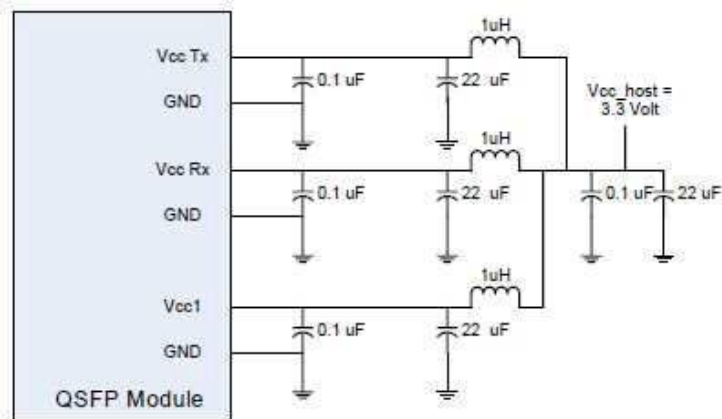 1uH
Vcc Tx
0.1 uF
22 uF
GND
Vcc_host =
3.3 Volt
1uH
Vcc Rx
0.1 uF
22 uF
0.1 uF
22 uF
GND
1uH
Vcc1
0.1 uF
22 uF
GND
QSFP Module